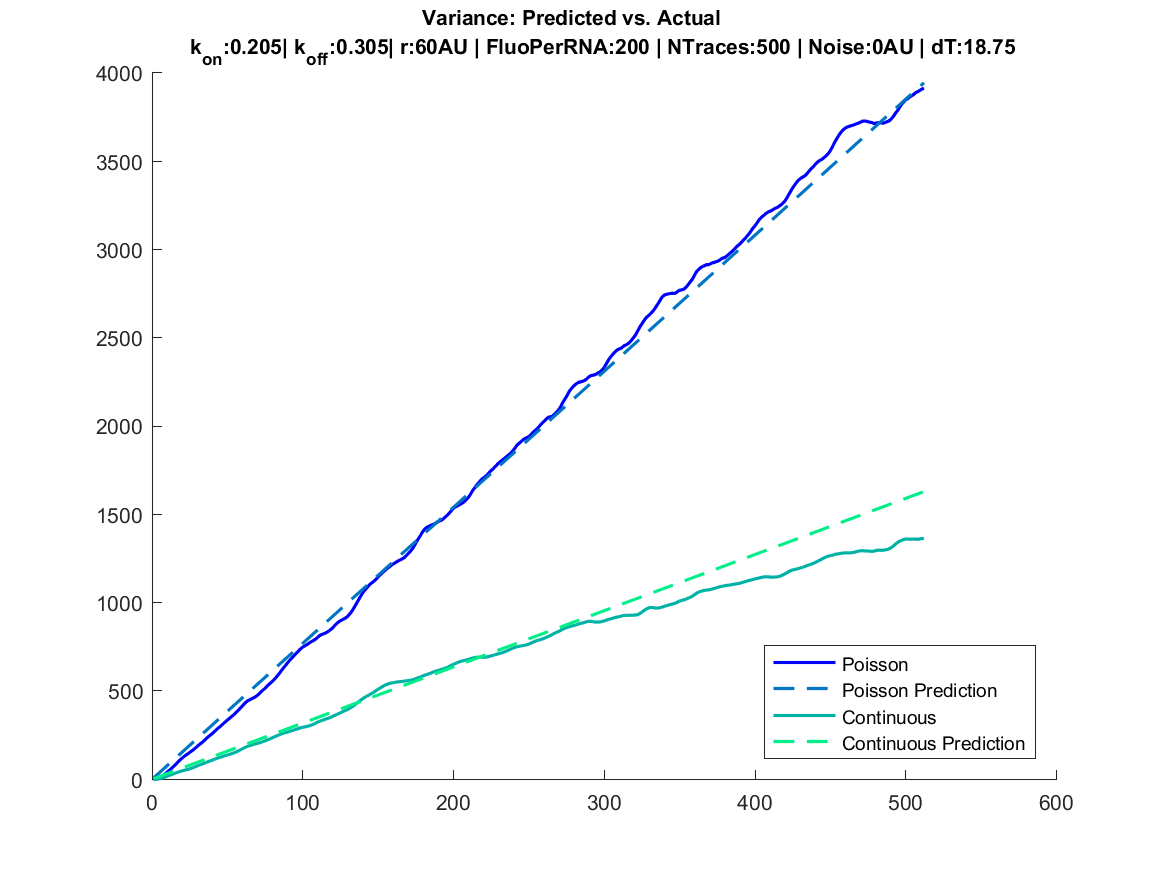 Variance: Predicted vs. Actual
kon:0.205| koff:0.305| r:60AU | FluoPerRNA:200 | NTraces:500 | Noise:0AU | dT:18.75
4000
3500
3000
2500
2000
1500
1000
500
0
0 100 200 300 400 500 600
Poisson
Poisson Prediction
Continuous
Continuous Prediction